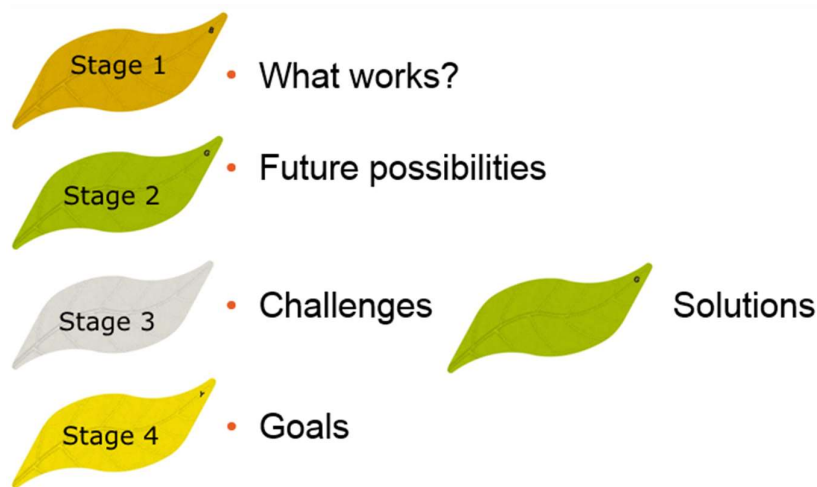 B
Stage 1
• What works?
G
Stage 2
• Future possibilities
Stage 3
• Challenges
G
Solutions
Y
Stage 4
• Goals